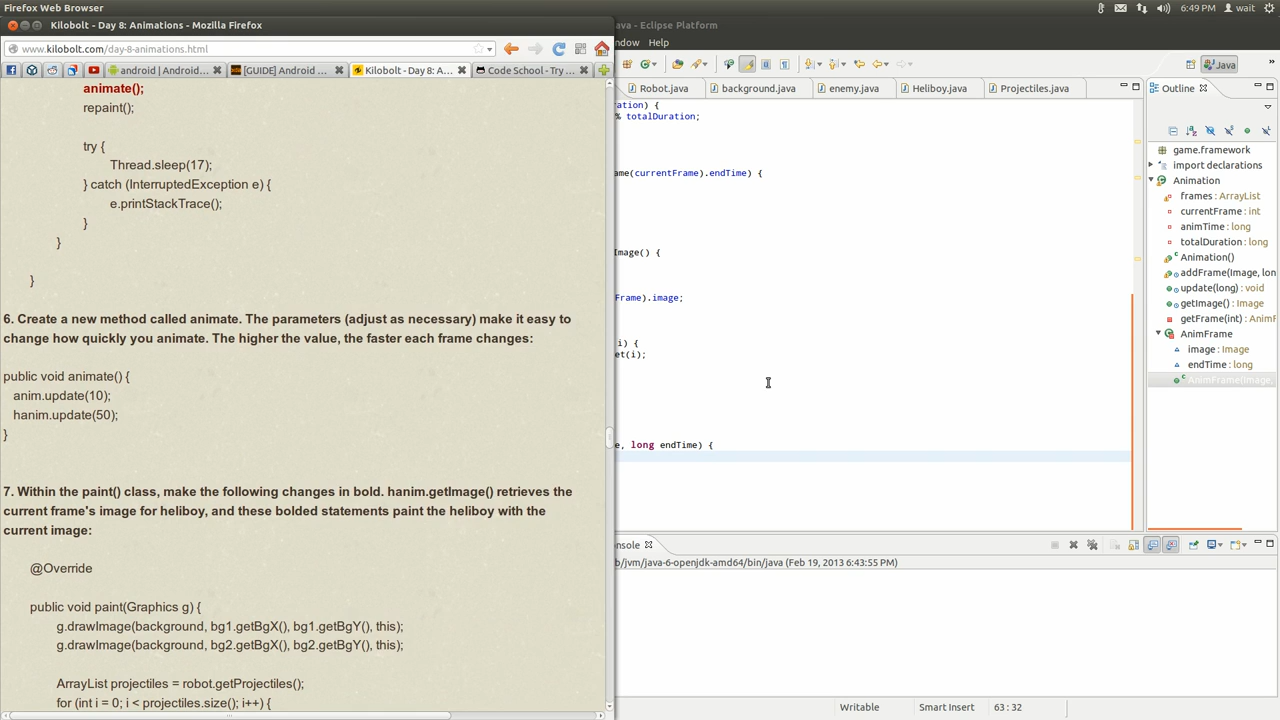 Firefox Web Browser
6:49 PM
wait
Kilobolt - Day 8: Animations - Mozilla Firefox
www.kilobolt.com/day-8-animations.html
android | Android...
[GUIDE] Android ...
Kilobolt - Day 8: A...
Code School - Try ...
animate();
repaint();
try {
Thread.sleep(17);
} catch (InterruptedException e) {
e.printStackTrace();
}
}
}
6. Create a new method called animate. The parameters (adjust as necessary) make it easy to
change how quickly you animate. The higher the value, the faster each frame changes:
public void animate() {
anim.update(10);
hanim.update(50);
}
7. Within the paint() class, make the following changes in bold. hanim.getImage() retrieves the
current frame's image for heliboy, and these bolded statements paint the heliboy with the
current image:
@Override
public void paint(Graphics g) {
g.drawImage(background, bg1.getBgX(), bg1.getBgY(), this);
g.drawImage(background, bg2.getBgX(), bg2.getBgY(), this);
ArrayList projectiles = robot.getProjectiles();
for (int i = 0; i < projectiles.size(); i++) {
java - Eclipse Platform
ndow Help
Java
Robot.java
background.java
enemy.java
Heliboy.java
Projectiles.java
ration) {
% totalDuration;
ame(currentFrame).endTime) {
Image() {
Frame).image;
i) {
et(i);
e, long endTime) {
onsole
b/jvm/java-6-openjdk-amd64/bin/java (Feb 19, 2013 6:43:55 PM)
Outline
game.framework
import declarations
Animation
frames : ArrayList
currentFrame : int
animTime : long
totalDuration : long
Animation()
addFrame(Image, lon
update(long) : void
getImage() : Image
getFrame(int) : AnimF
AnimFrame
image : Image
endTime : long
AnimFrame(Image,
Writable
Smart Insert
63 : 32